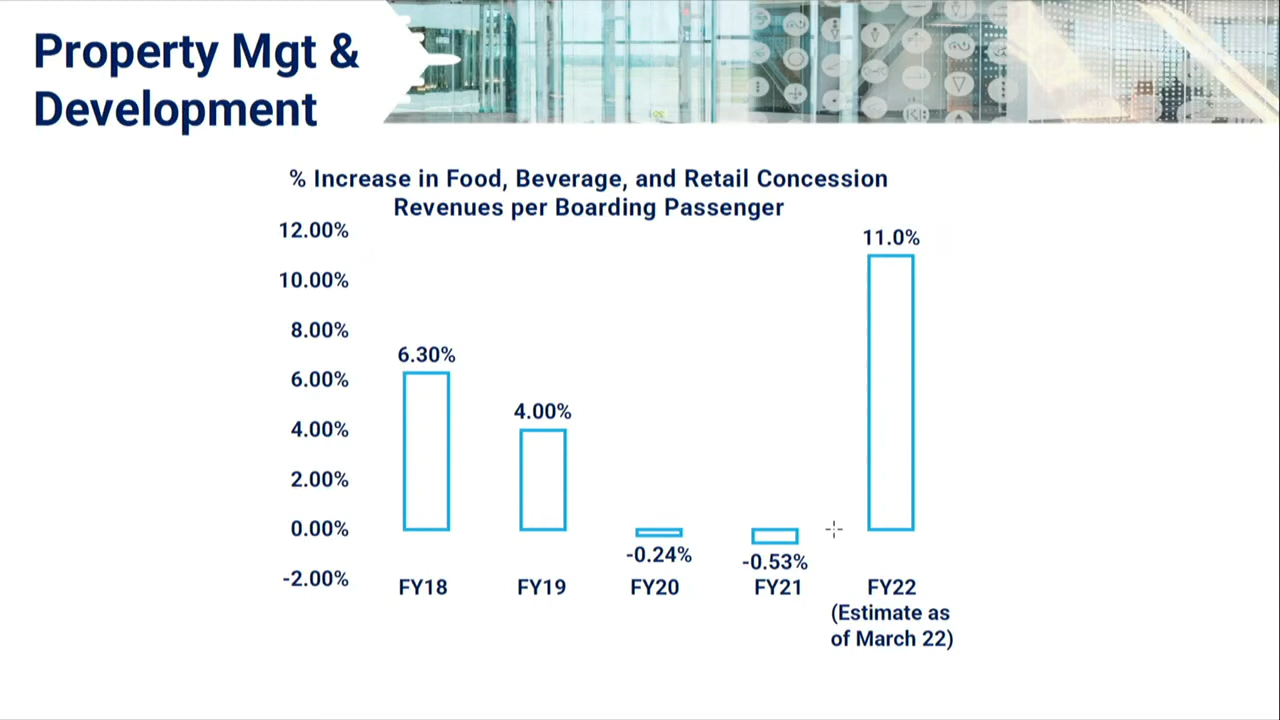 Property Mgt &
Development
% Increase in Food, Beverage, and Retail Concession
Revenues per Boarding Passenger
12.00%
10.00%
8.00%
6.00%
4.00%
2.00%
0.00%
-2.00%
6.30%
4.00%
-0.24%
-0.53%
11.0%
FY18
FY19
FY20
FY21
FY22
(Estimate as
of March 22)